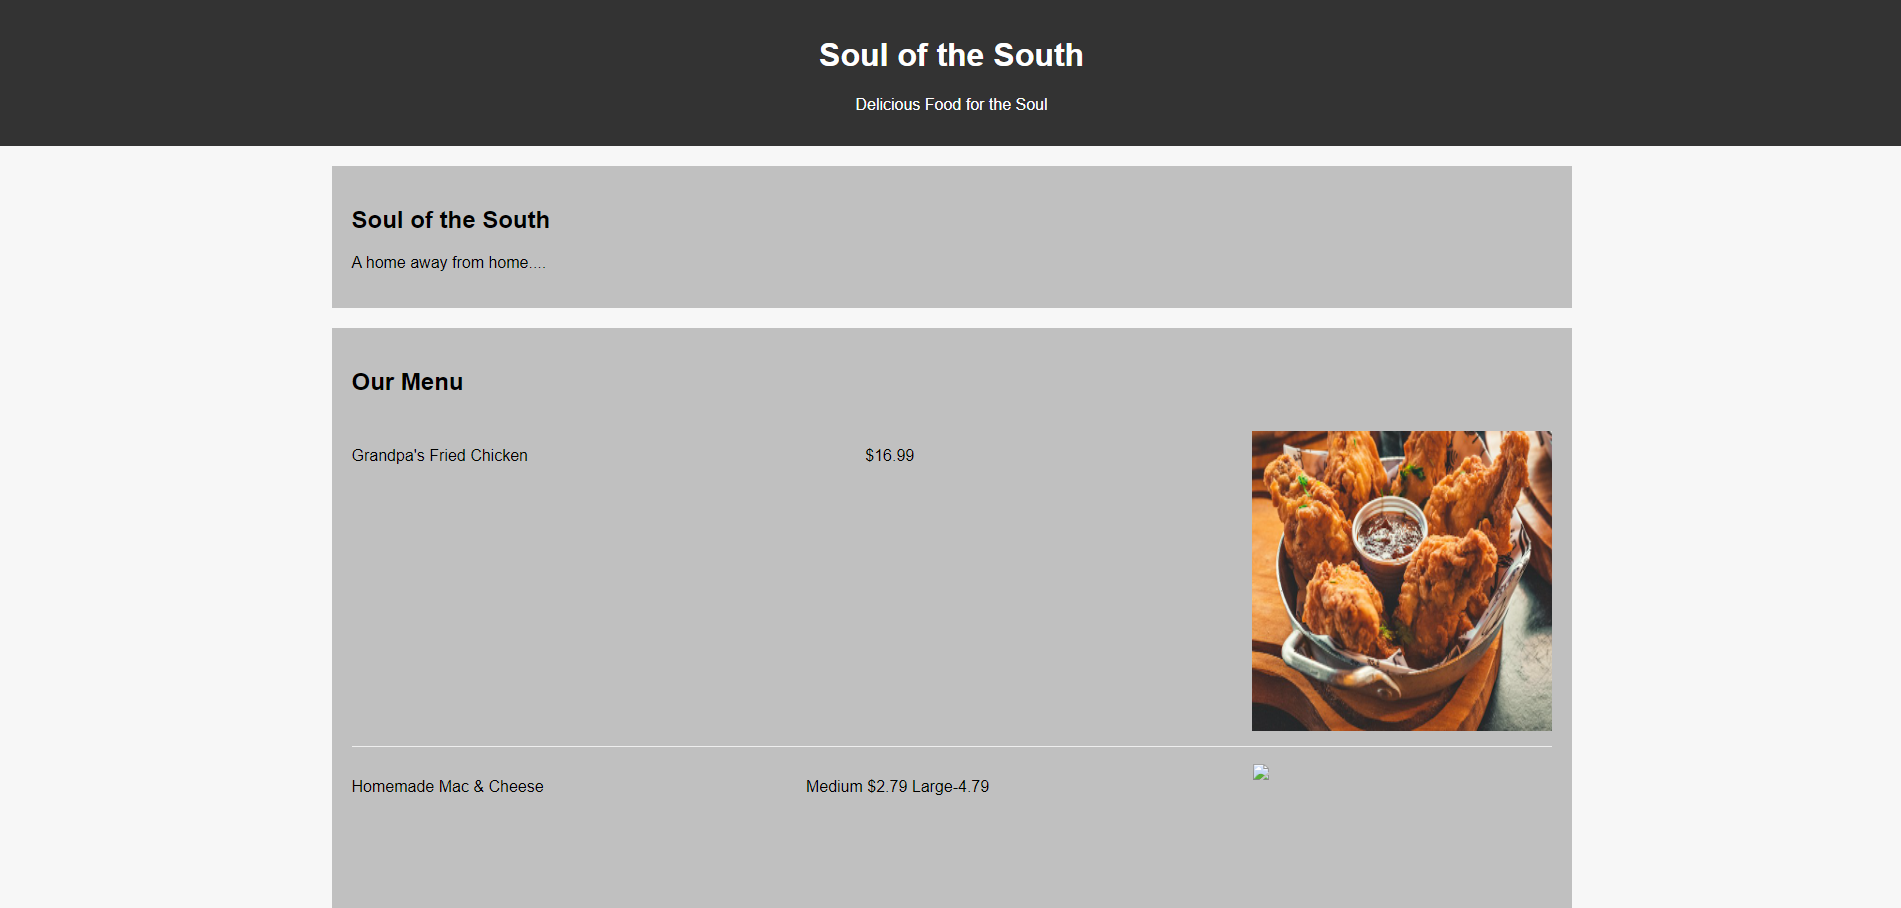 Soul of the South
Delicious Food for the Soul
Soul of the South
A home away from home....
Our Menu
Grandpa's Fried Chicken $16.99
Homemade Mac & Cheese Medium $2.79 Large-4.79